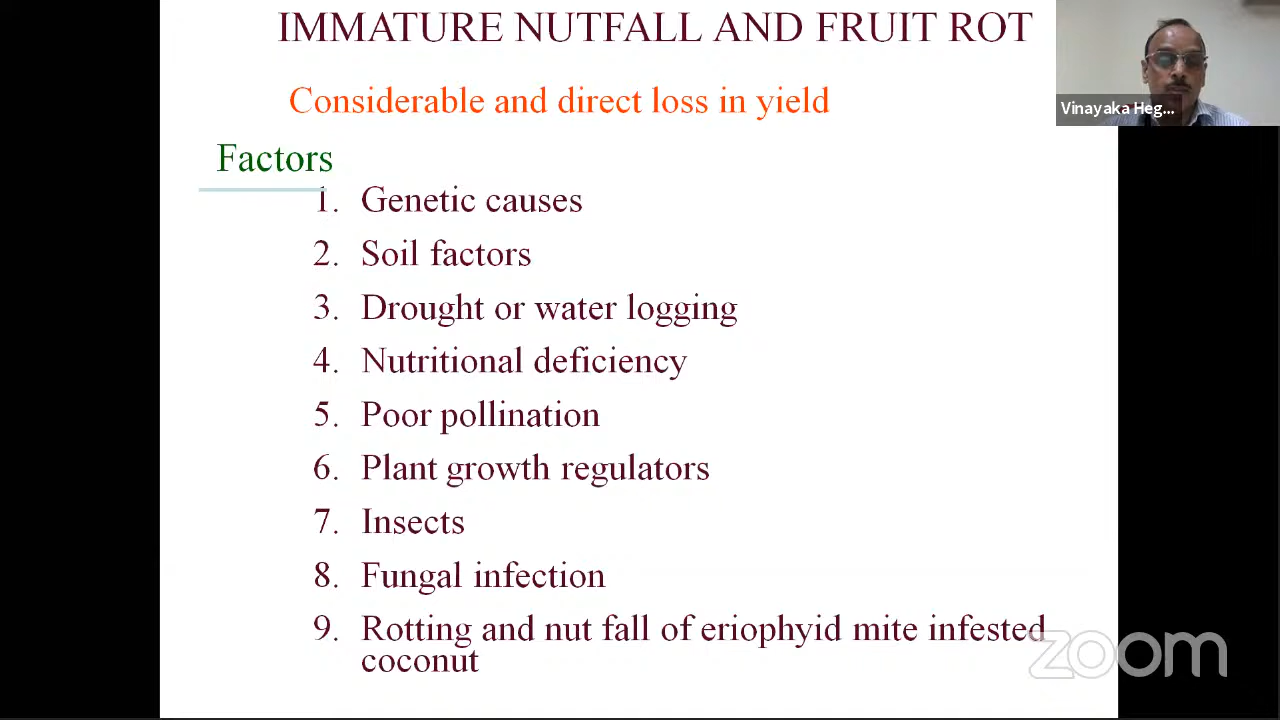 IMMATURE NUTFALL AND FRUIT ROT
Considerable and direct loss in yield
Vinayaka Heg...
Factors
1. Genetic causes
2. Soil factors
3. Drought or water logging
4. Nutritional deficiency
5. Poor pollination
6. Plant growth regulators
7. Insects
8. Fungal infection
9. Rotting and nut fall of eriophyid mite infested
coconut
zoom